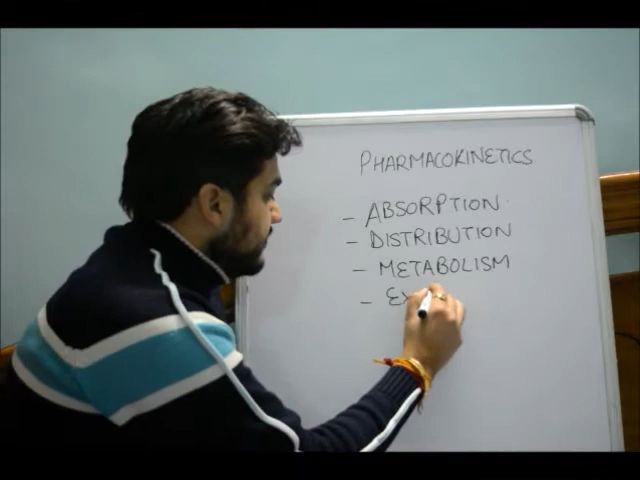 PHARMACOKINETICS
- ABSORPTION
- DISTRIBUTION
- METABOLISM
- EX